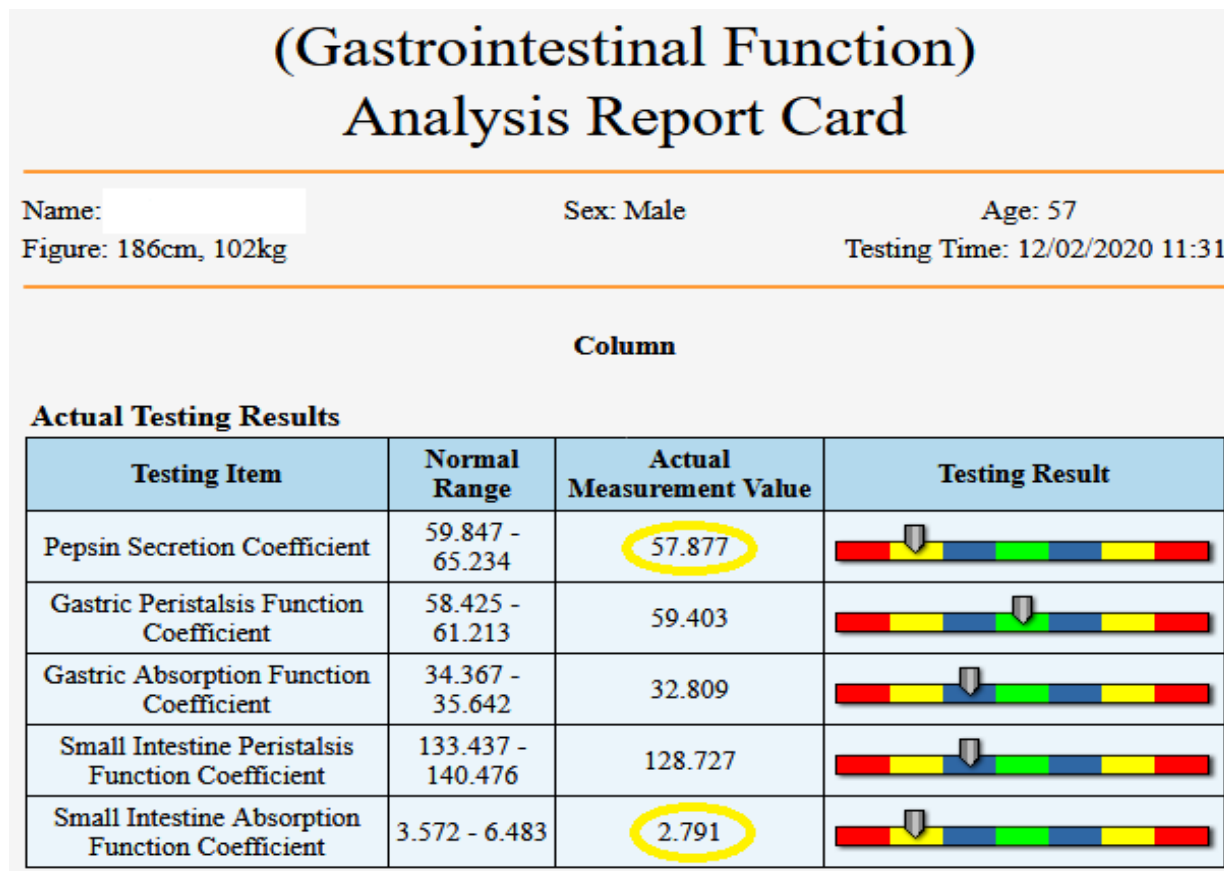 (Gastrointestinal Function)
Analysis Report Card
Name: Sex: Male Age: 57
Figure: 186cm, 102kg Testing Time: 12/02/2020 11:31
Column
Actual Testing Results
Testing Item Normal Range Actual Measurement Value Testing Result
Pepsin Secretion Coefficient 59.847 - 65.234 57.877
Gastric Peristalsis Function Coefficient 58.425 - 61.213 59.403
Gastric Absorption Function Coefficient 34.367 - 35.642 32.809
Small Intestine Peristalsis Function Coefficient 133.437 - 140.476 128.727
Small Intestine Absorption Function Coefficient 3.572 - 6.483 2.791